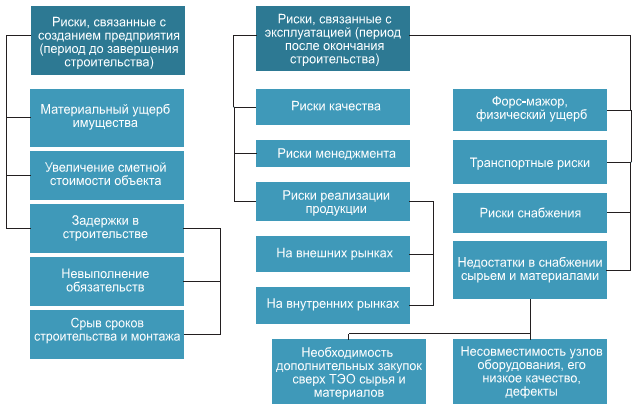 Риски, связанные с
созданием предприятия
(период до завершения
строительства)
Материальный ущерб
имущества
Увеличение сметной
стоимости объекта
Задержки в
строительстве
Невыполнение
обязательств
Срыв сроков
строительства и монтажа
Риски, связанные с
эксплуатацией (период
после окончания
строительства)
Риски качества
Риски менеджмента
Риски реализации
продукции
На внешних рынках
На внутренних рынках
Форс-мажор,
физический ущерб
Транспортные риски
Риски снабжения
Недостатки в снабжении
сырьем и материалами
Необходимость
дополнительных закупок
сверх ТЭО сырья и
материалов
Несовместимость узлов
оборудования, его
низкое качество,
дефекты